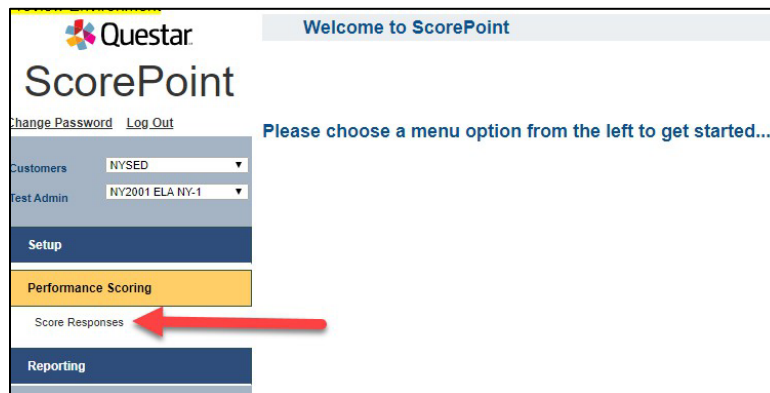 Questar
ScorePoint
Change Password Log Out
Customers NYSED
Test Admin NY2001 ELA NY-1
Setup
Performance Scoring
Score Responses
Reporting
Welcome to ScorePoint
Please choose a menu option from the left to get started...